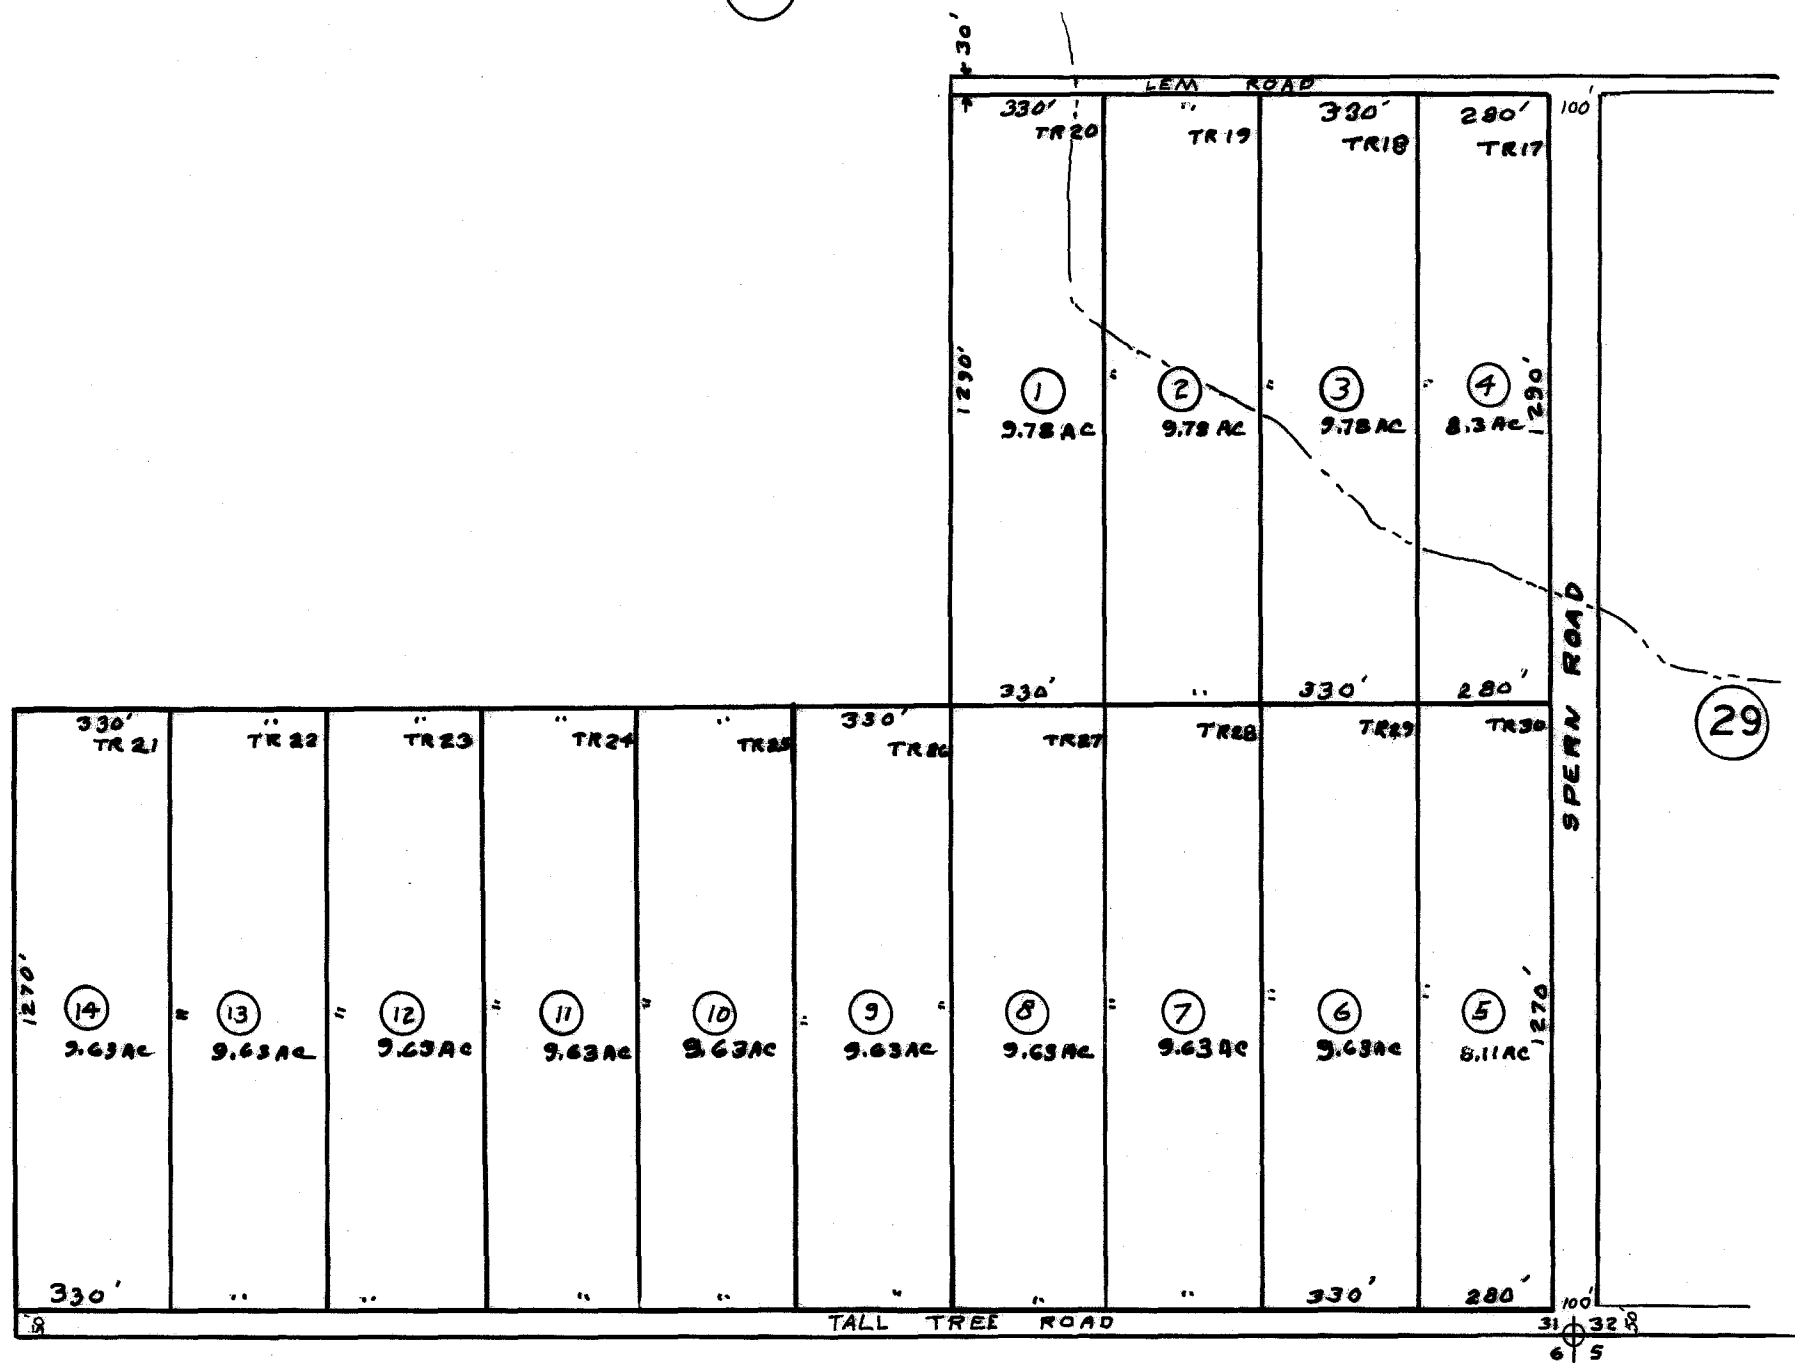 30'
LEM ROAD
330' " 330' 280' 100'
TR 20 TR 19 TR18 TR17
1290' 1 " 2 " 3 " 4 1290'
9.78 AC 9.78 AC 9.78 AC 8.3 AC
SPERN ROAD
330' " 330' 280'
29
330' " " " " 330'
TR 21 TR 22 TR 23 TR 24 TR 25 TR 26 TR 27 TR 28 TR 29 TR 30
1270' 14 " 13 " 12 " 11 " 10 " 9 " 8 " 7 " 6 " 5 1270'
9.63 AC 9.63 AC 9.63 AC 9.63 AC 9.63 AC 9.63 AC 9.63 AC 9.63 AC 9.63 AC 8.11 AC
330' " " " " " " " 330' 280' 100'
TALL TREE ROAD
31 32
6 5